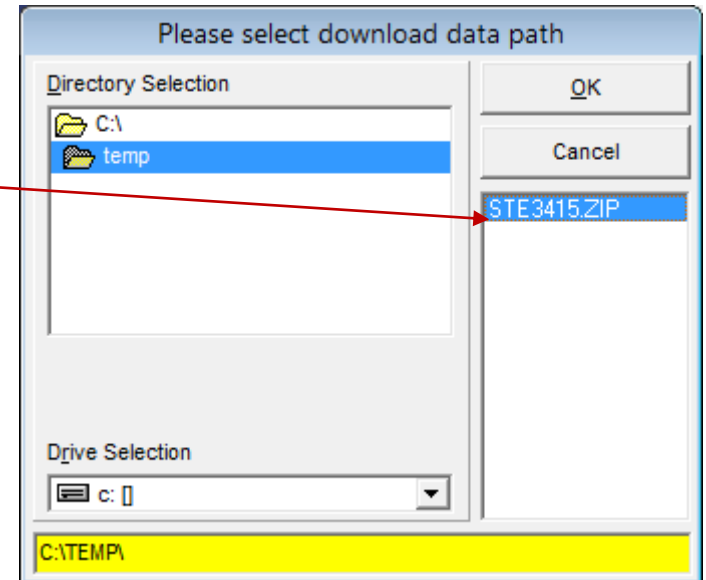 Please select download data path
Directory Selection
OK
C:\
temp
Cancel
STE3415.ZIP
Drive Selection
c: []
C:\TEMP\